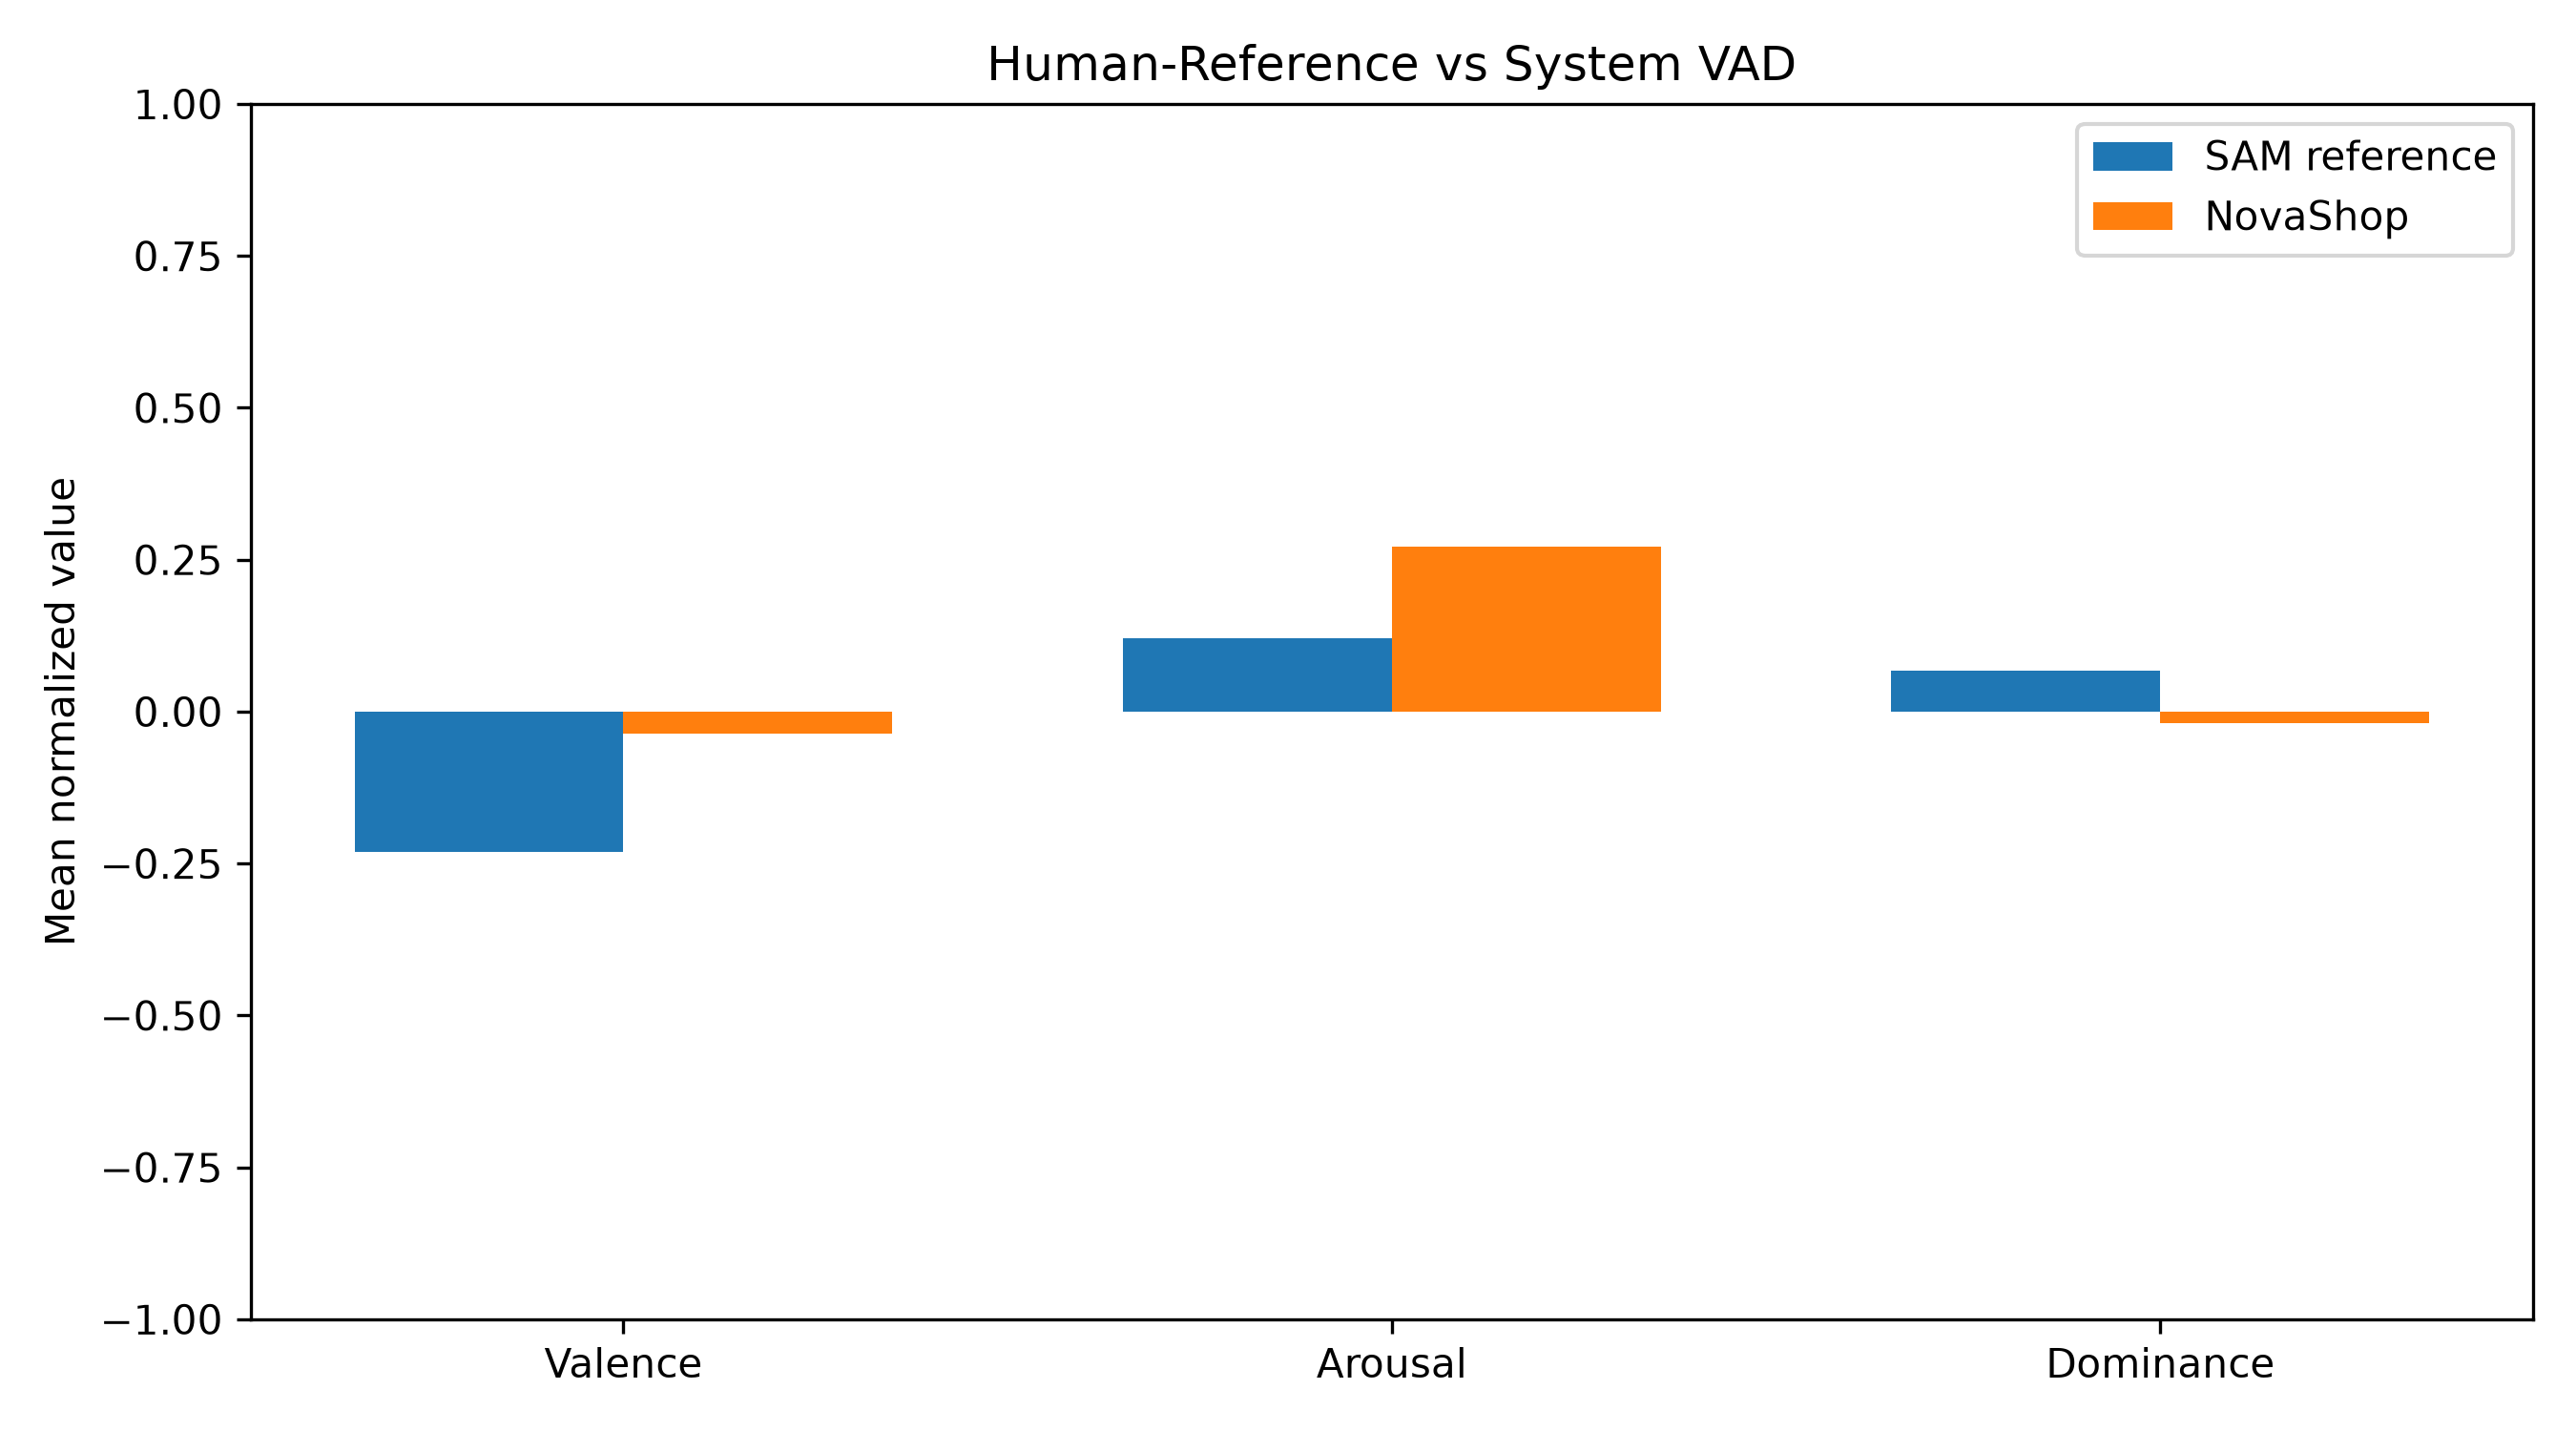 Human-Reference vs System VAD
SAM reference
NovaShop
Mean normalized value
1.00
0.75
0.50
0.25
0.00
−0.25
−0.50
−0.75
−1.00
Valence
Arousal
Dominance